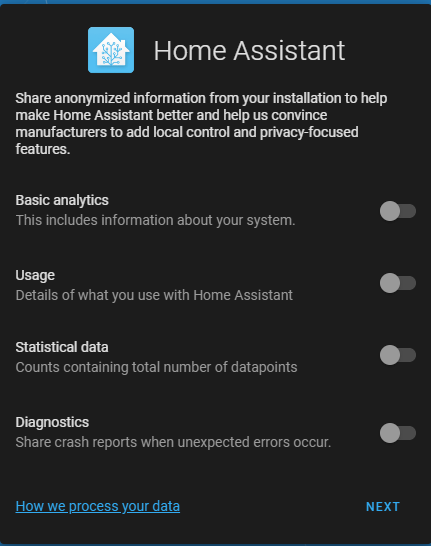 Home Assistant
Share anonymized information from your installation to help
make Home Assistant better and help us convince
manufacturers to add local control and privacy-focused
features.
Basic analytics
This includes information about your system.
Usage
Details of what you use with Home Assistant
Statistical data
Counts containing total number of datapoints
Diagnostics
Share crash reports when unexpected errors occur.
How we process your data
NEXT